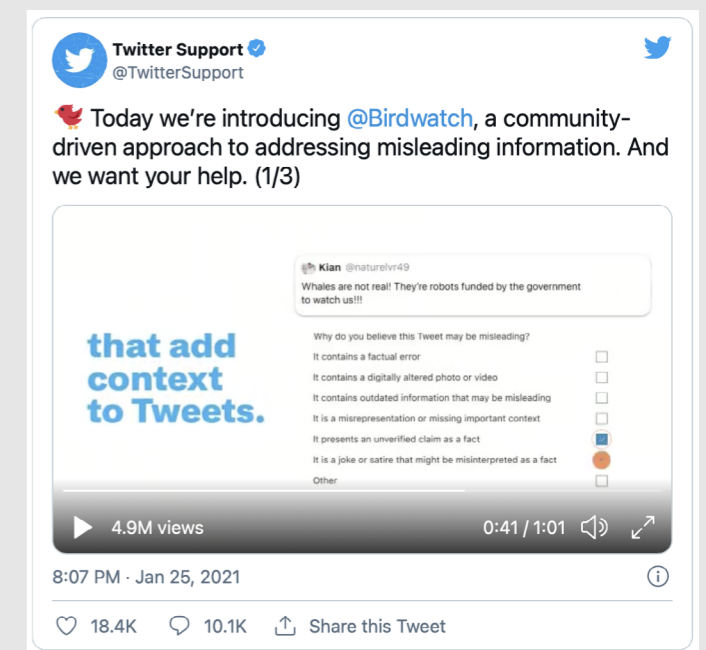 Twitter Support
@TwitterSupport
Today we're introducing @Birdwatch, a community-
driven approach to addressing misleading information. And
we want your help. (1/3)
that add
context
to Tweets.
Kian @naturelvr49
Whales are not real! They're robots funded by the government
to watch us!!!
Why do you believe this Tweet may be misleading?
It contains a factual error
It contains a digitally altered photo or video
It contains outdated information that may be misleading
It is a misrepresentation or missing important context
It presents an unverified claim as a fact
It is a joke or satire that might be misinterpreted as a fact
Other
4.9M views
0:41 / 1:01
8:07 PM · Jan 25, 2021
18.4K 10.1K Share this Tweet